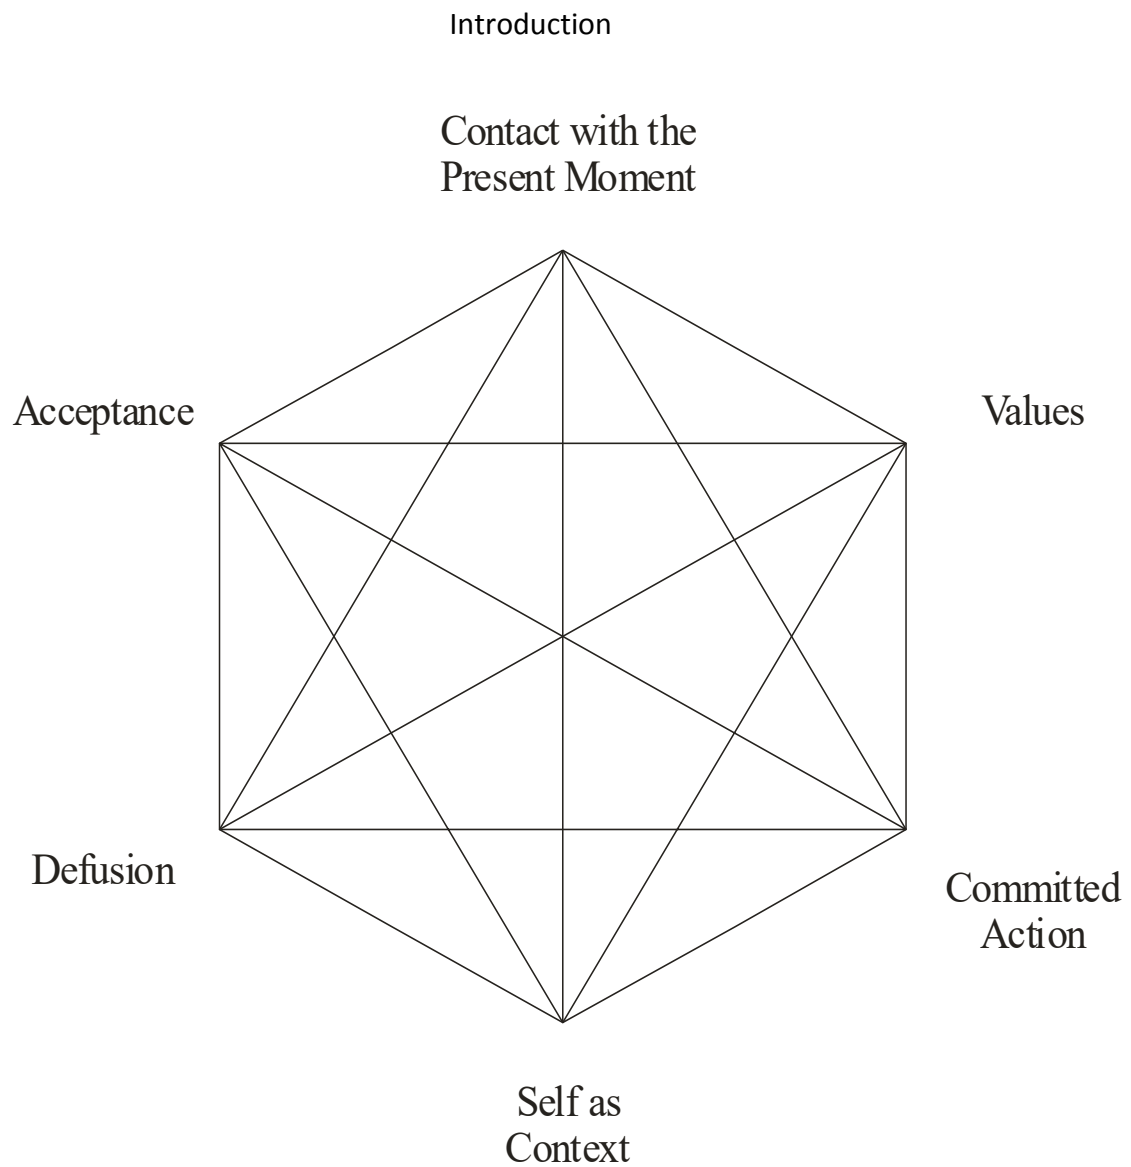 Introduction
Contact with the
Present Moment
Acceptance
Values
Defusion
Committed
Action
Self as
Context